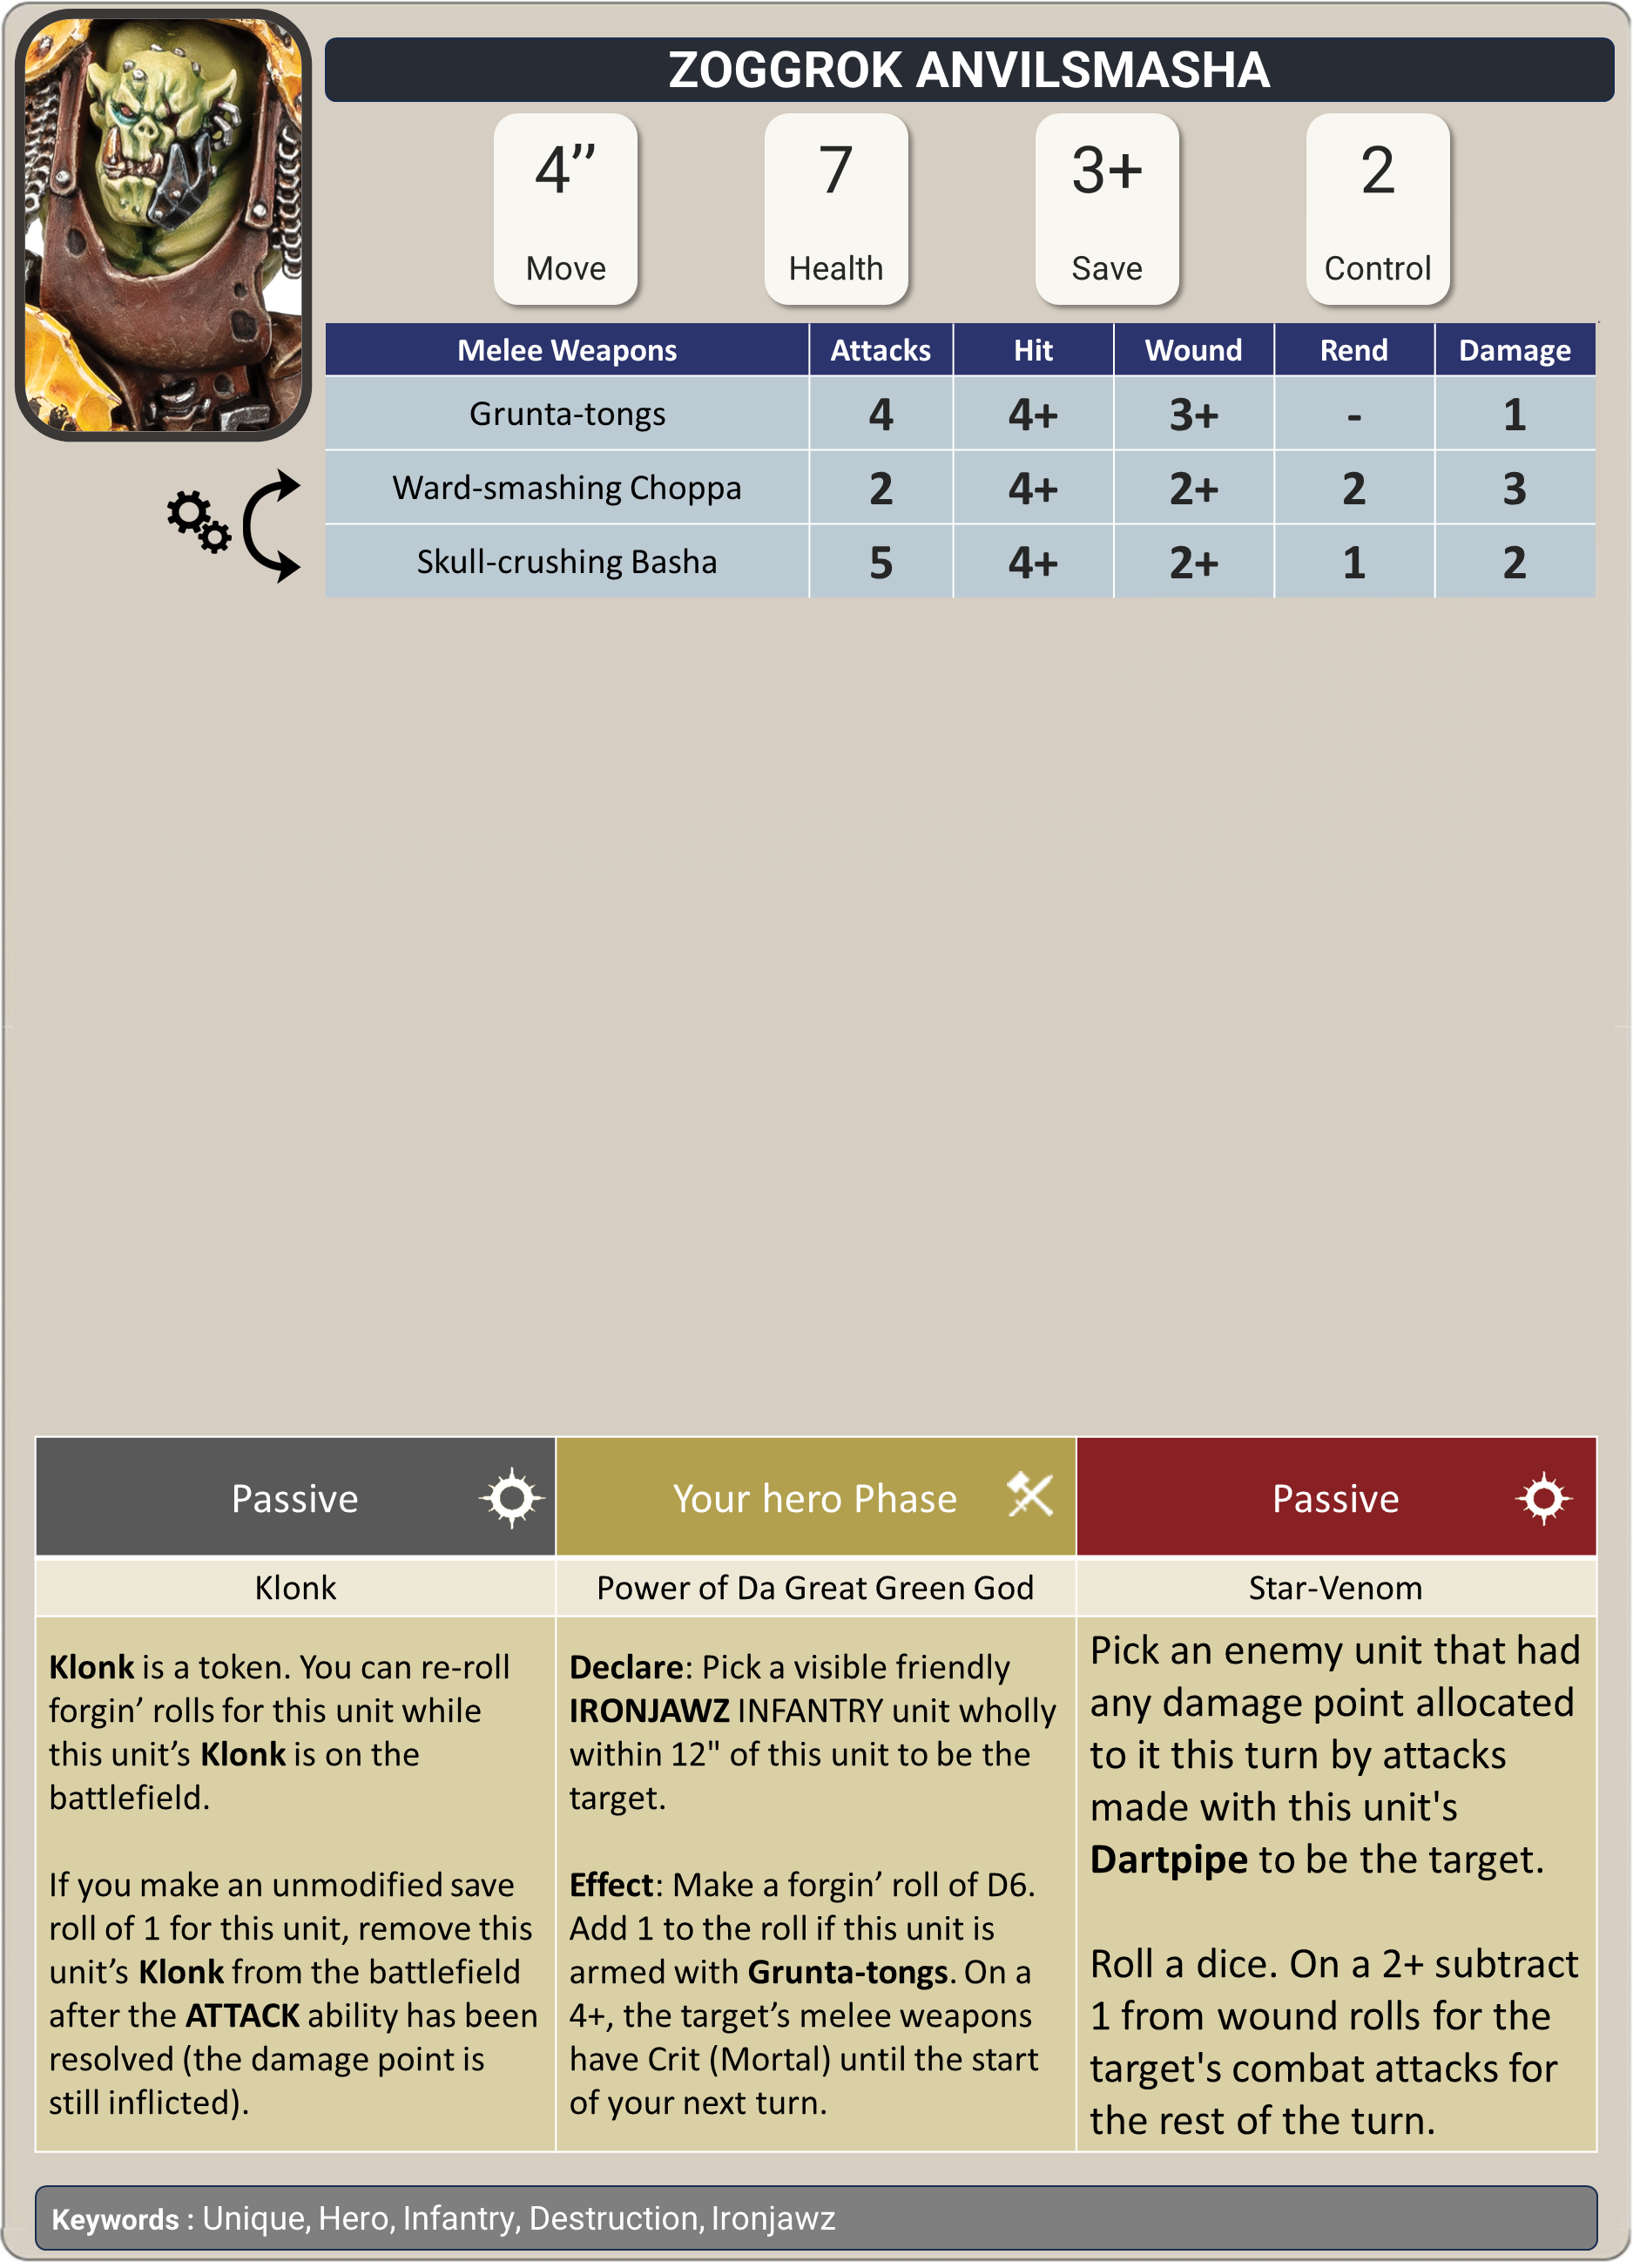 ZOGGROK ANVILSMASHA
4”
Move
7
Health
3+
Save
2
Control
Melee Weapons Attacks Hit Wound Rend Damage
Grunta-tongs 4 4+ 3+ - 1
Ward-smashing Choppa 2 4+ 2+ 2 3
Skull-crushing Basha 5 4+ 2+ 1 2
Passive
Klonk
Klonk is a token. You can re-roll
forgin’ rolls for this unit while
this unit’s Klonk is on the
battlefield.
If you make an unmodified save
roll of 1 for this unit, remove this
unit’s Klonk from the battlefield
after the ATTACK ability has been
resolved (the damage point is
still inflicted).
Your hero Phase
Power of Da Great Green God
Declare: Pick a visible friendly
IRONJAWZ INFANTRY unit wholly
within 12" of this unit to be the
target.
Effect: Make a forgin’ roll of D6.
Add 1 to the roll if this unit is
armed with Grunta-tongs. On a
4+, the target’s melee weapons
have Crit (Mortal) until the start
of your next turn.
Passive
Star-Venom
Pick an enemy unit that had
any damage point allocated
to it this turn by attacks
made with this unit's
Dartpipe to be the target.
Roll a dice. On a 2+ subtract
1 from wound rolls for the
target's combat attacks for
the rest of the turn.
Keywords : Unique, Hero, Infantry, Destruction, Ironjawz